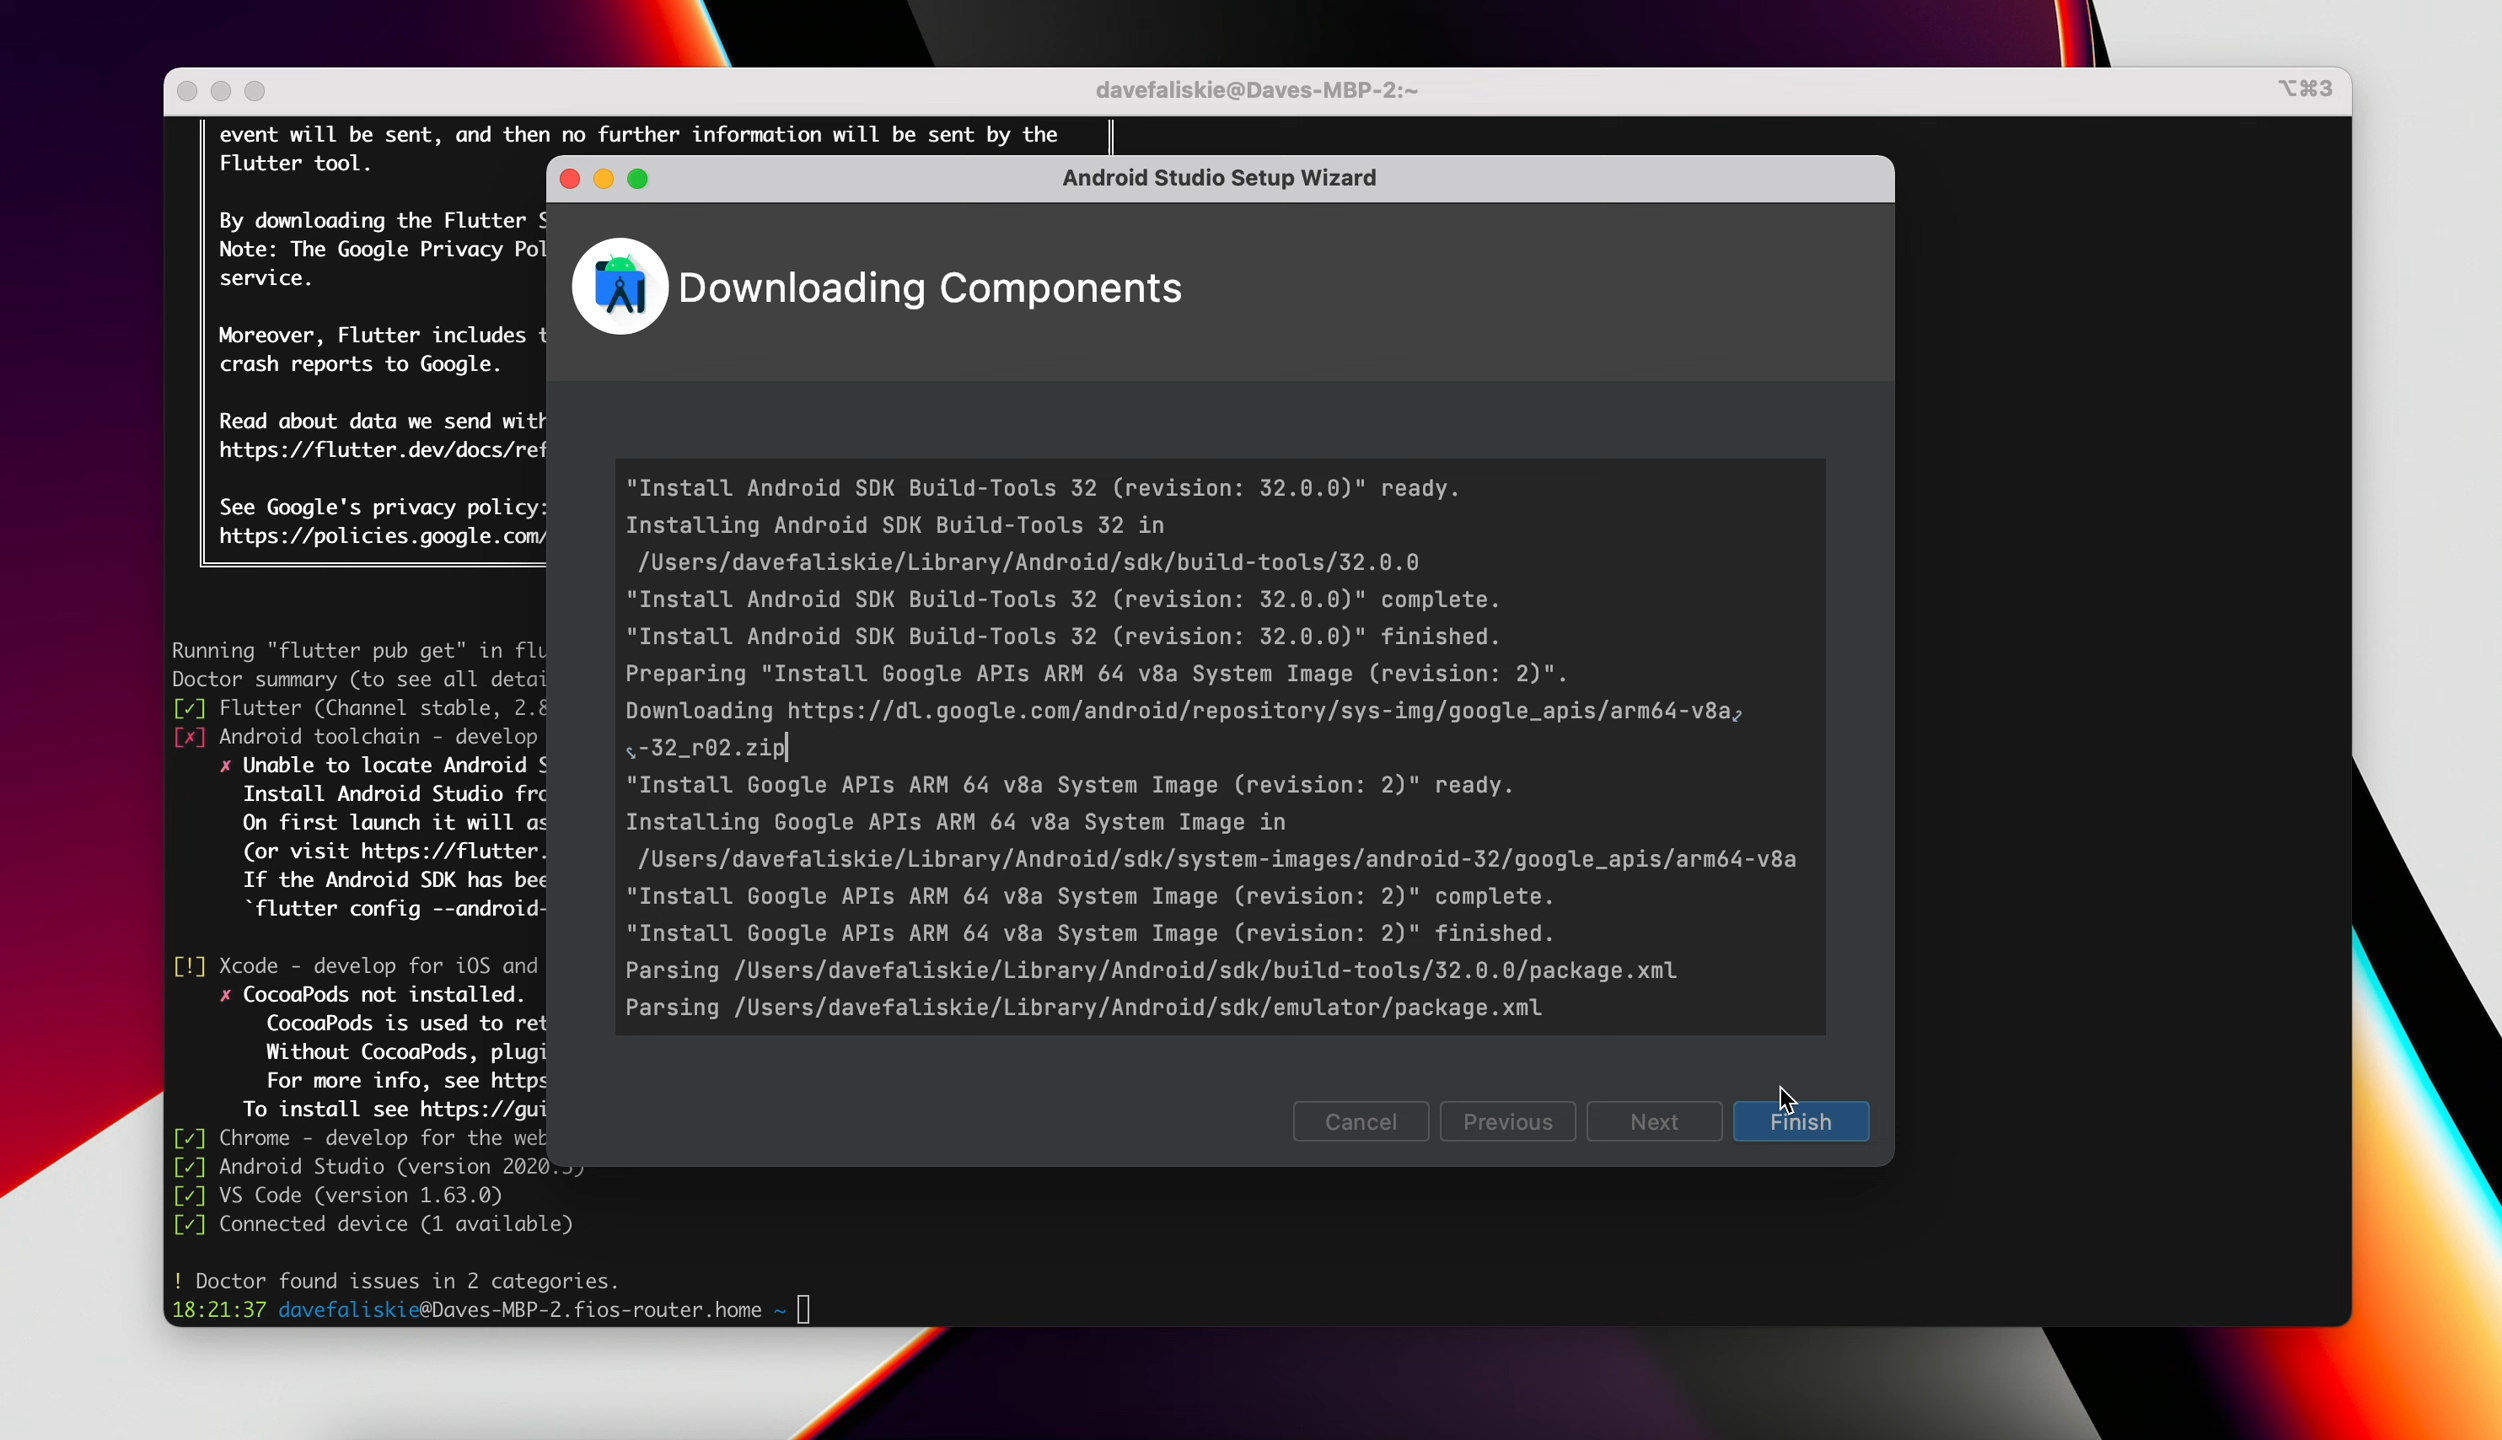 davefaliskie@Daves-MBP-2:~
⌥⌘3
event will be sent, and then no further information will be sent by the
Flutter tool.
By downloading the Flutter
Note: The Google Privacy
service.
Moreover, Flutter includes
crash reports to Google.
Read about data we send
https://flutter.dev/docs/
See Google's privacy policy:
https://policies.google.com/
Running "flutter pub get" in
Doctor summary (to see all
[✓] Flutter (Channel stable,
[✗] Android toolchain - develop
✗ Unable to locate Android
Install Android Studio
On first launch it will
(or visit https://flutter.
If the Android SDK has
`flutter config --android-
[!] Xcode - develop for iOS and
✗ CocoaPods not installed.
CocoaPods is used to
Without CocoaPods,
For more info, see
To install see
[✓] Chrome - develop for the
[✓] Android Studio (version 2020.3)
[✓] VS Code (version 1.63.0)
[✓] Connected device (1 available)
! Doctor found issues in 2 categories.
18:21:37 davefaliskie@Daves-MBP-2.fios-router.home ~
Android Studio Setup Wizard
Downloading Components
"Install Android SDK Build-Tools 32 (revision: 32.0.0)" ready.
Installing Android SDK Build-Tools 32 in
/Users/davefaliskie/Library/Android/sdk/build-tools/32.0.0
"Install Android SDK Build-Tools 32 (revision: 32.0.0)" complete.
"Install Android SDK Build-Tools 32 (revision: 32.0.0)" finished.
Preparing "Install Google APIs ARM 64 v8a System Image (revision: 2)".
Downloading https://dl.google.com/android/repository/sys-img/google_apis/arm64-v8a
-32_r02.zip
"Install Google APIs ARM 64 v8a System Image (revision: 2)" ready.
Installing Google APIs ARM 64 v8a System Image in
/Users/davefaliskie/Library/Android/sdk/system-images/android-32/google_apis/arm64-v8a
"Install Google APIs ARM 64 v8a System Image (revision: 2)" complete.
"Install Google APIs ARM 64 v8a System Image (revision: 2)" finished.
Parsing /Users/davefaliskie/Library/Android/sdk/build-tools/32.0.0/package.xml
Parsing /Users/davefaliskie/Library/Android/sdk/emulator/package.xml
Cancel
Previous
Next
Finish